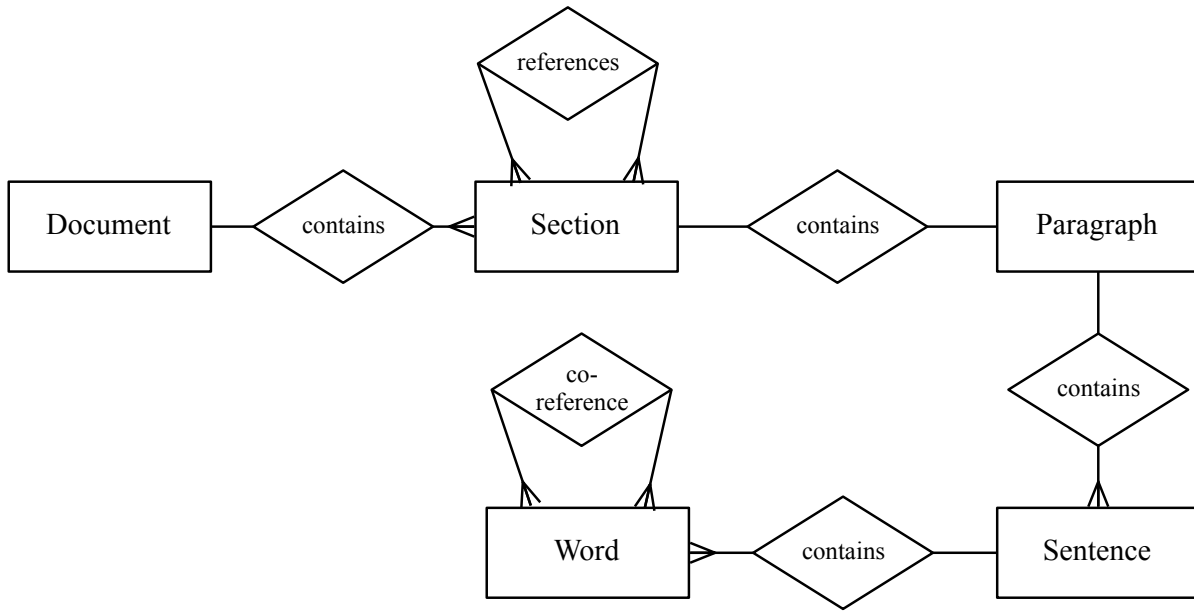 references
Document
contains
Section
contains
Paragraph
co-
reference
contains
Word
contains
Sentence